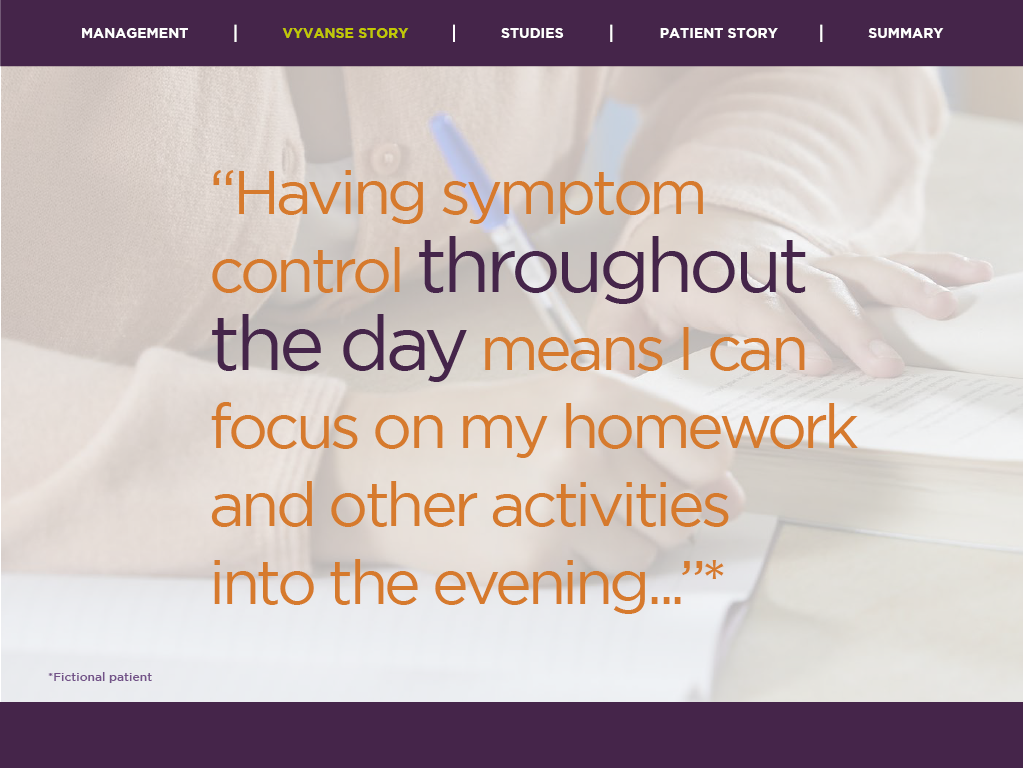 MANAGEMENT | VYVANSE STORY | STUDIES | PATIENT STORY | SUMMARY
“Having symptom
control throughout
the day means I can
focus on my homework
and other activities
into the evening...”*
*Fictional patient